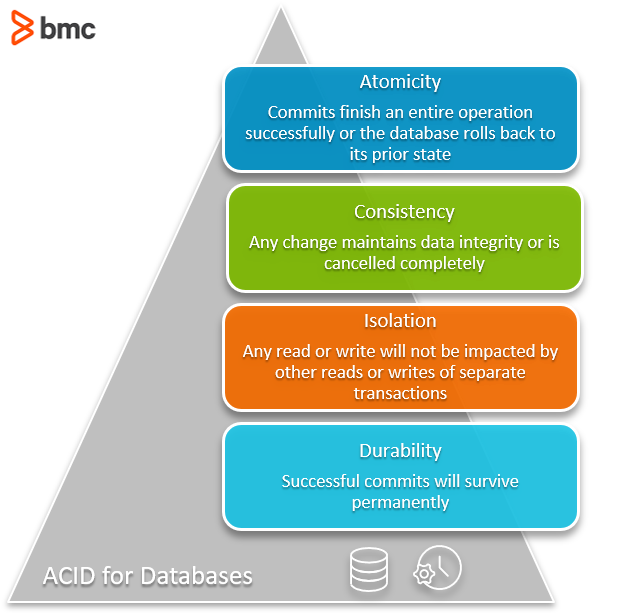 bmc
Atomicity
Commits finish an entire operation
successfully or the database rolls back to
its prior state
Consistency
Any change maintains data integrity or is
cancelled completely
Isolation
Any read or write will not be impacted by
other reads or writes of separate
transactions
Durability
Successful commits will survive
permanently
ACID for Databases